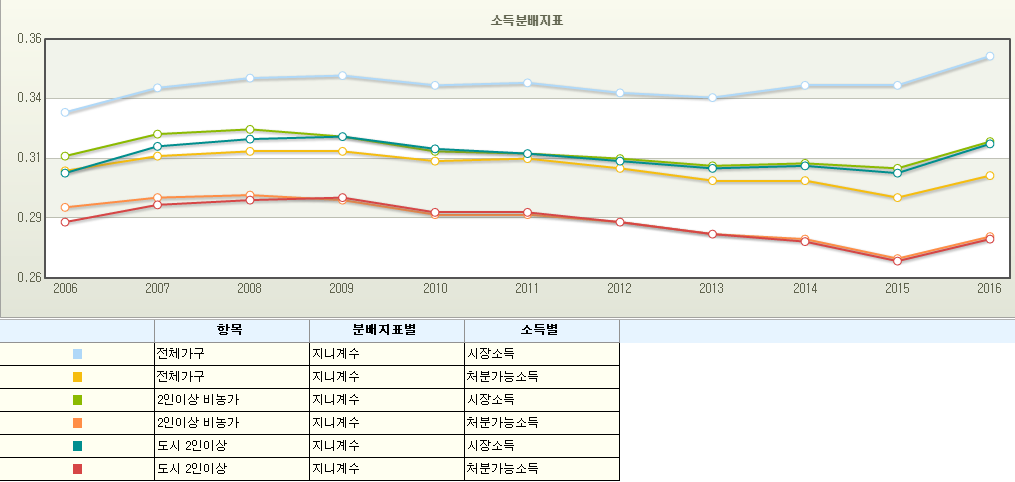 소득분배지표
0.36
0.34
0.31
0.29
0.26
2006 2007 2008 2009 2010 2011 2012 2013 2014 2015 2016
항목 분배지표별 소득별
전체가구 지니계수 시장소득
전체가구 지니계수 처분가능소득
2인이상 비농가 지니계수 시장소득
2인이상 비농가 지니계수 처분가능소득
도시 2인이상 지니계수 시장소득
도시 2인이상 지니계수 처분가능소득